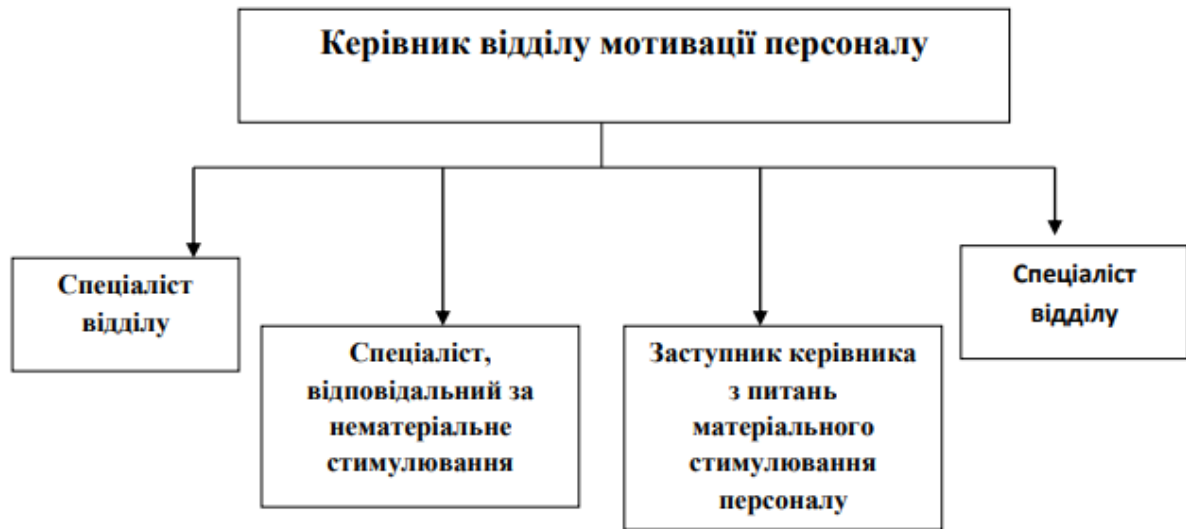 Керівник відділу мотивації персоналу
Спеціаліст
відділу
Спеціаліст,
відповідальний за
нематеріальне
стимулювання
Заступник керівника
з питань
матеріального
стимулювання
персоналу
Спеціаліст
відділу